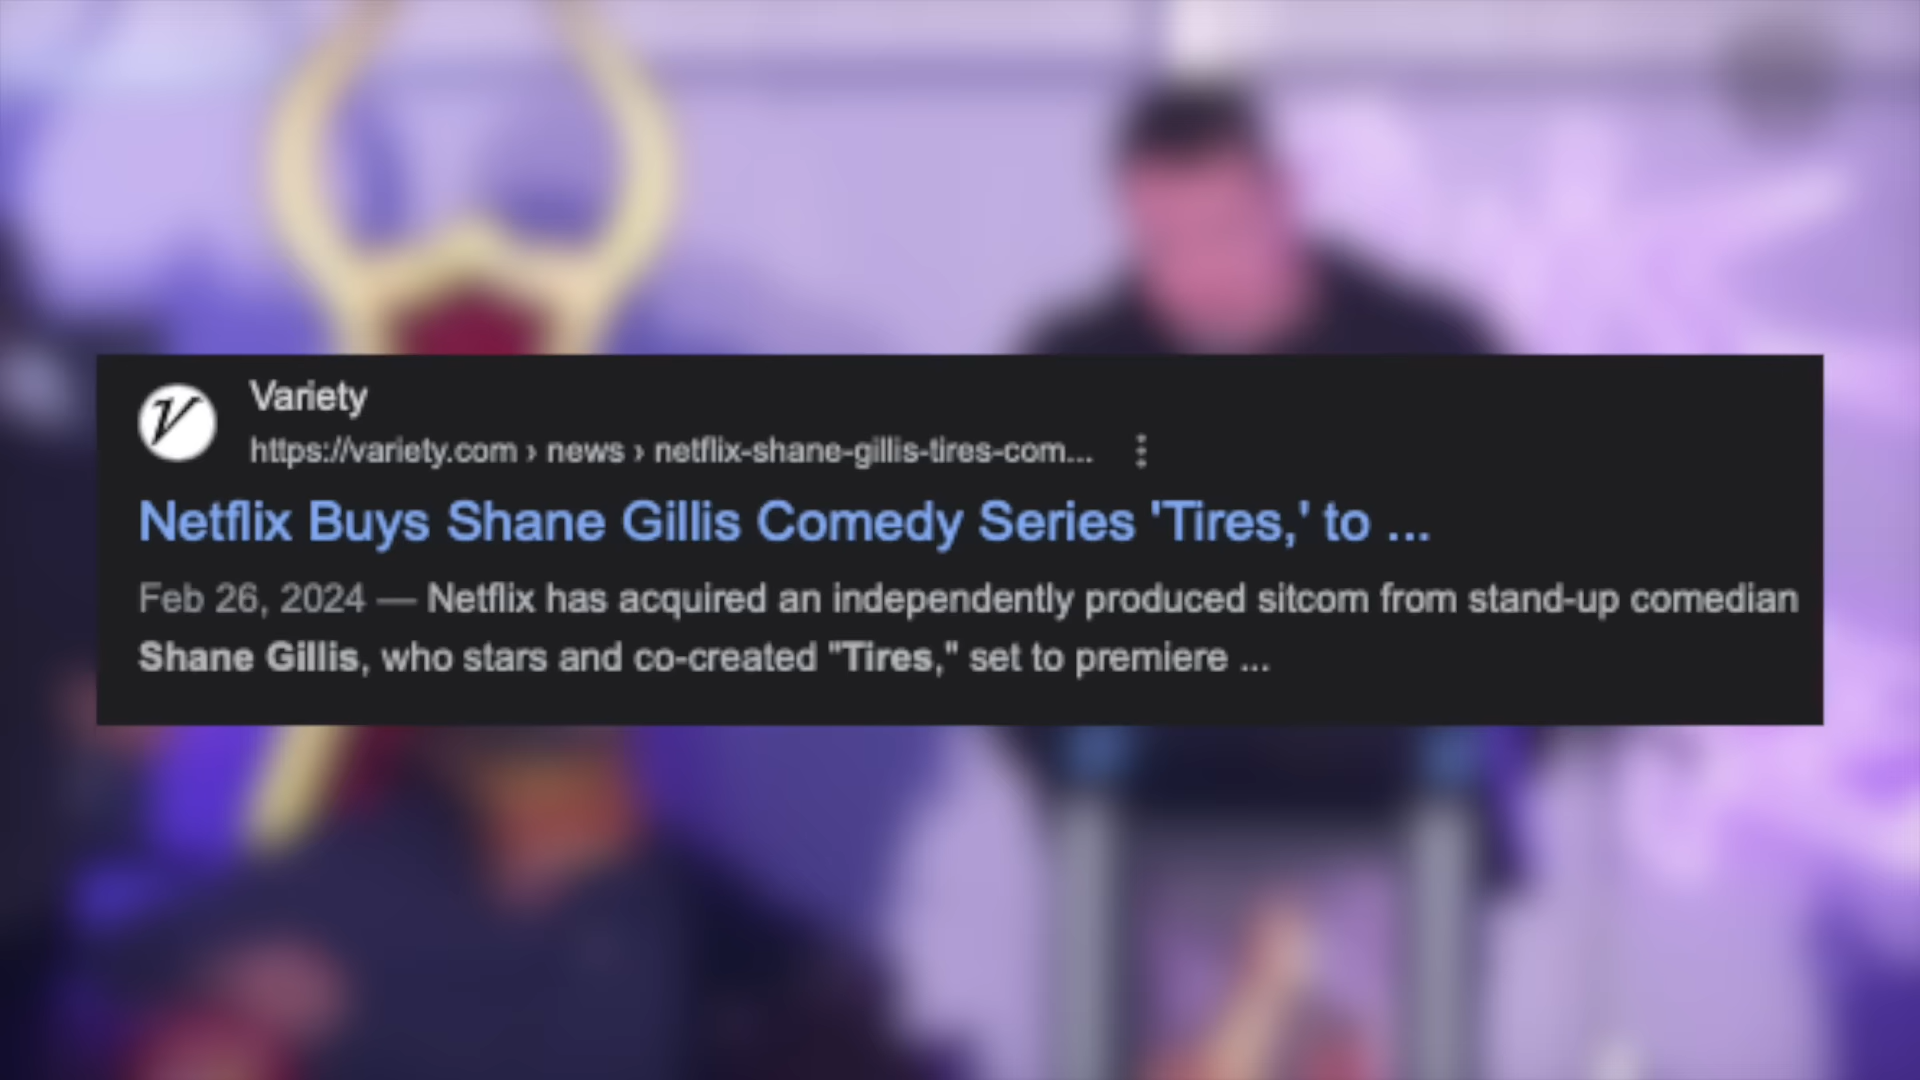 Variety
https://variety.com › news › netflix-shane-gillis-tires-com...
Netflix Buys Shane Gillis Comedy Series 'Tires,' to ...
Feb 26, 2024 — Netflix has acquired an independently produced sitcom from stand-up comedian
Shane Gillis, who stars and co-created "Tires," set to premiere ...